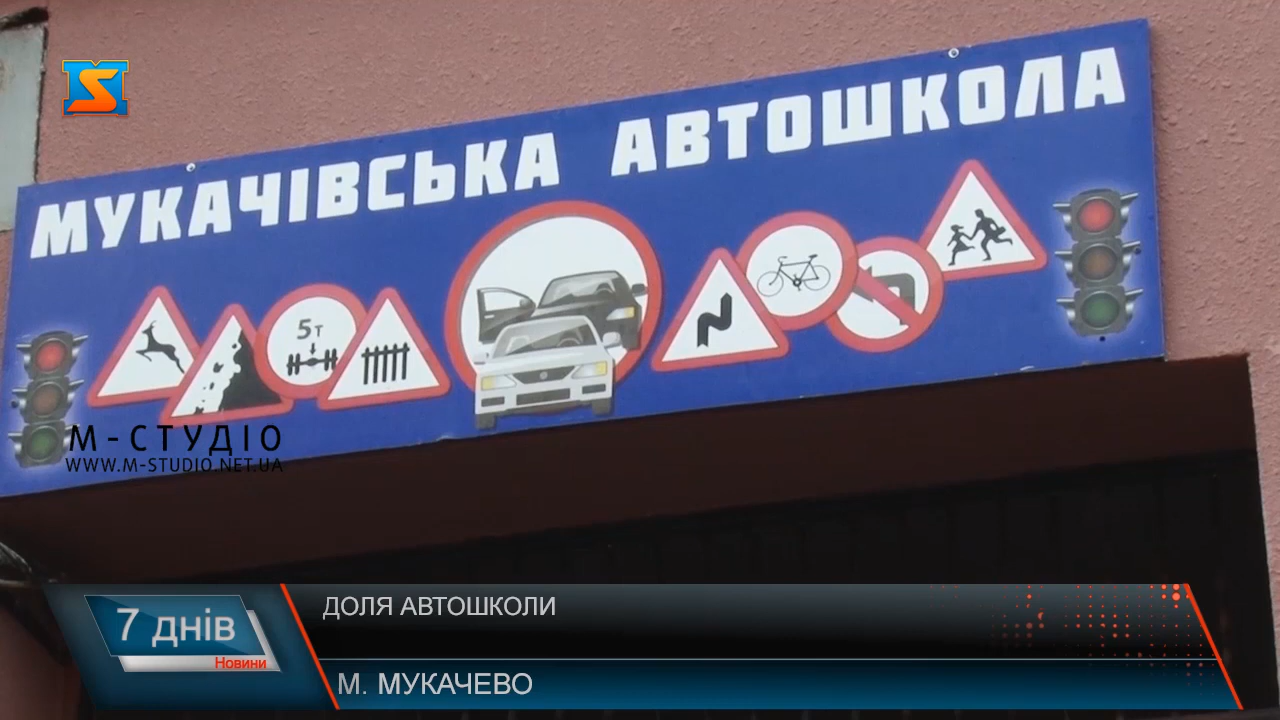 МУКАЧІВСЬКА АВТОШКОЛА
5т
М-СТУДІО
WWW.M-STUDIO.NET.UA
7 днів
Новини
ДОЛЯ АВТОШКОЛИ
М. МУКАЧЕВО